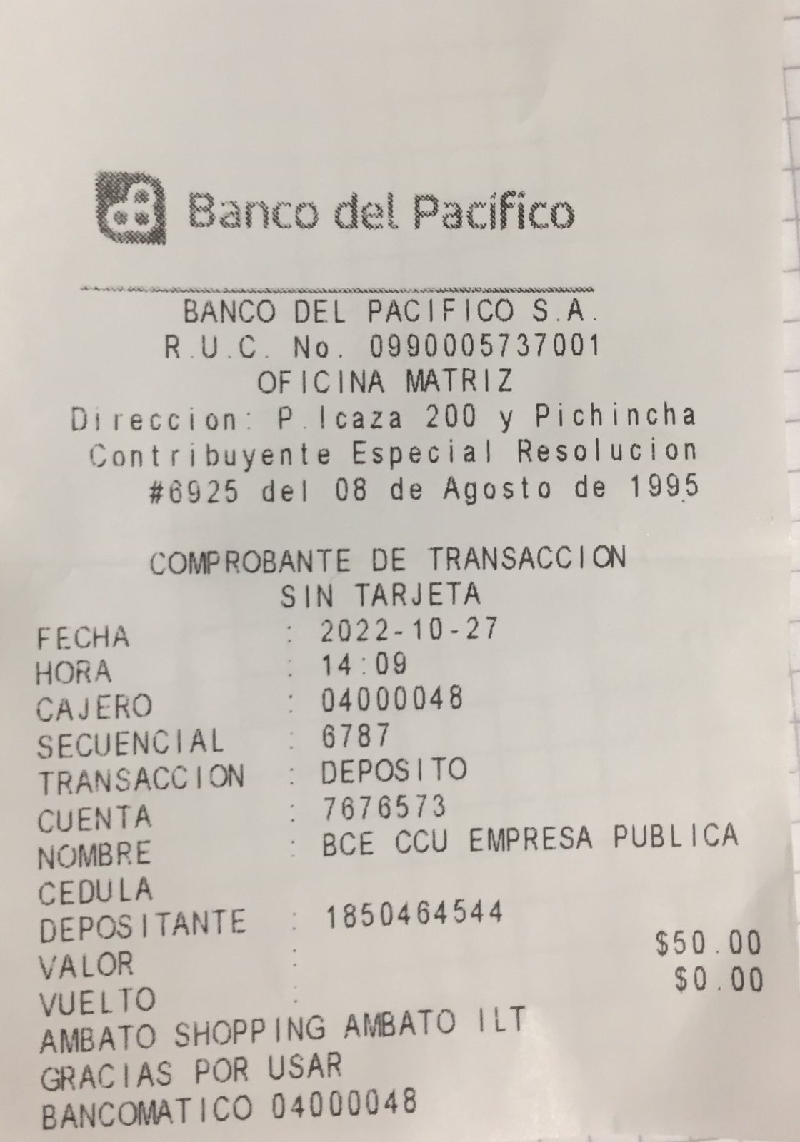 Banco del Pacífico
BANCO DEL PACIFICO S.A.
R.U.C. No. 0990005737001
OFICINA MATRIZ
Direccion: P.Icaza 200 y Pichincha
Contribuyente Especial Resolucion
#6925 del 08 de Agosto de 1995
COMPROBANTE DE TRANSACCION
SIN TARJETA
FECHA : 2022-10-27
HORA : 14:09
CAJERO : 04000048
SECUENCIAL : 6787
TRANSACCION : DEPOSITO
CUENTA : 7676573
NOMBRE : BCE CCU EMPRESA PUBLICA
CEDULA
DEPOSITANTE : 1850464544
VALOR : $50.00
VUELTO : $0.00
AMBATO SHOPPING AMBATO ILT
GRACIAS POR USAR
BANCOMATICO 04000048